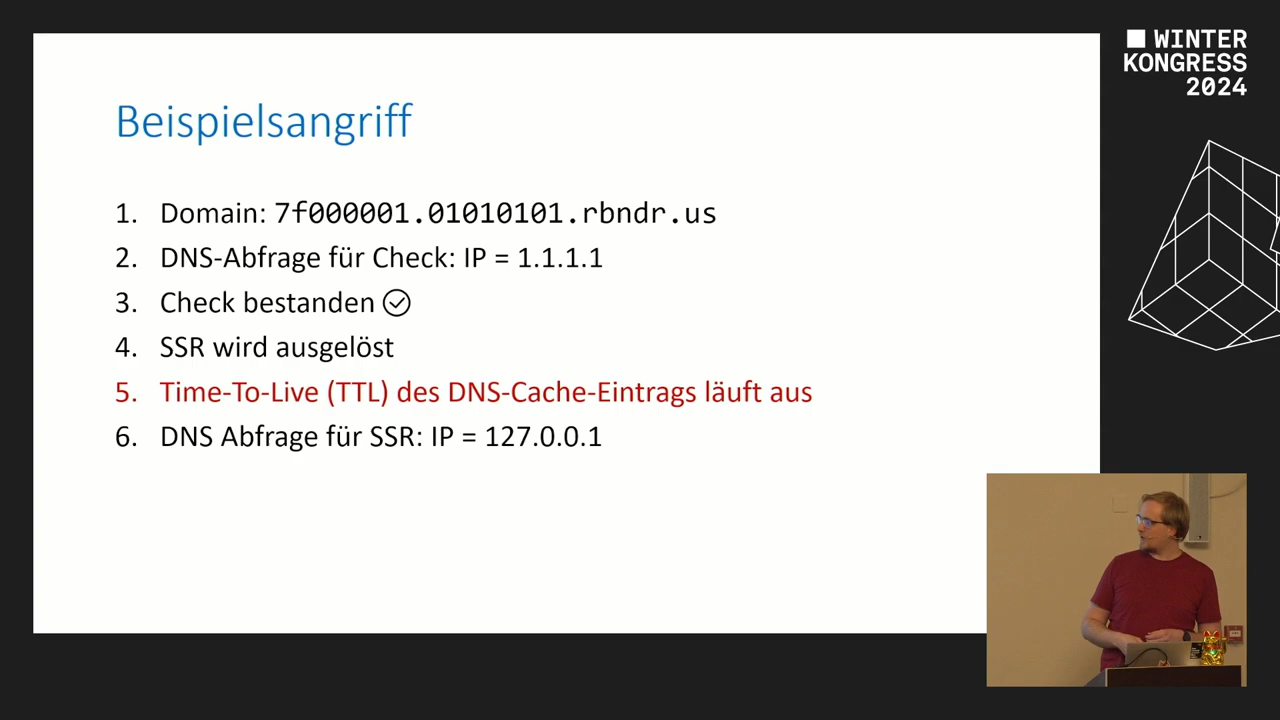 WINTER
KONGRESS
2024
Beispielsangriff
1. Domain: 7f000001.01010101.rbndr.us
2. DNS-Abfrage für Check: IP = 1.1.1.1
3. Check bestanden
4. SSR wird ausgelöst
5. Time-To-Live (TTL) des DNS-Cache-Eintrags läuft aus
6. DNS Abfrage für SSR: IP = 127.0.0.1